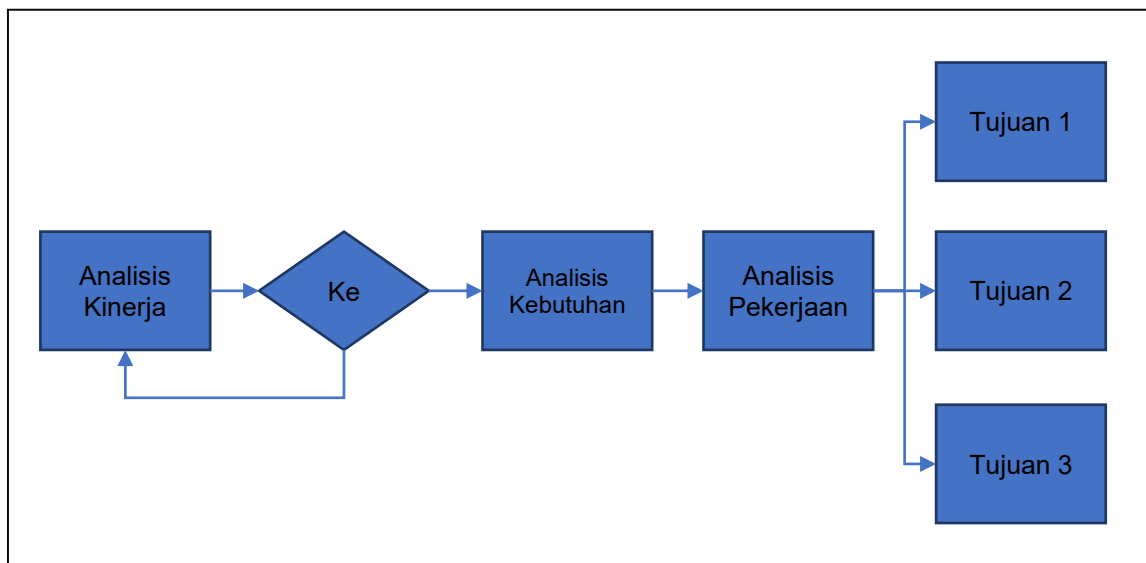 Analisis
Kinerja
Ke
Analisis
Kebutuhan
Analisis
Pekerjaan
Tujuan 1
Tujuan 2
Tujuan 3